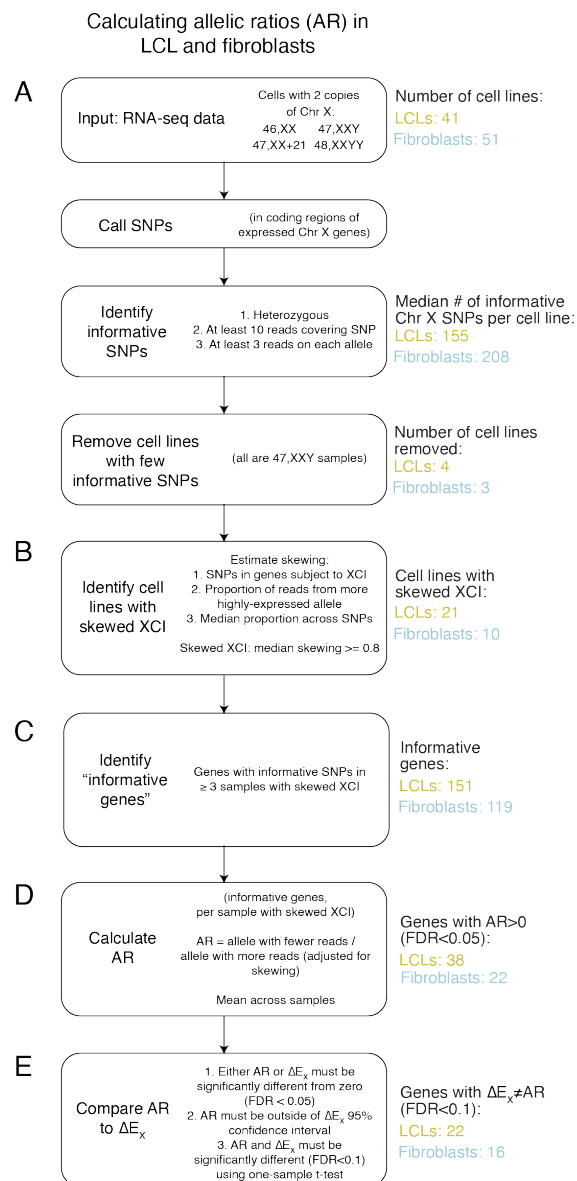 Calculating allelic ratios (AR) in
LCL and fibroblasts
A
Input: RNA-seq data
Cells with 2 copies
of Chr X:
46,XX 47,XXY
47,XX+21 48,XXYY
Number of cell lines:
LCLs: 41
Fibroblasts: 51
Call SNPs
(in coding regions of
expressed Chr X genes)
Identify
informative
SNPs
1. Heterozygous
2. At least 10 reads covering SNP
3. At least 3 reads on each allele
Median # of informative
Chr X SNPs per cell line:
LCLs: 155
Fibroblasts: 208
Remove cell lines
with few
informative SNPs
(all are 47,XXY samples)
Number of cell lines
removed:
LCLs: 4
Fibroblasts: 3
B
Identify cell
lines with
skewed XCI
Estimate skewing:
1. SNPs in genes subject to XCI
2. Proportion of reads from more
highly-expressed allele
3. Median proportion across SNPs
Skewed XCI: median skewing >= 0.8
Cell lines with
skewed XCI:
LCLs: 21
Fibroblasts: 10
C
Identify
“informative
genes”
Genes with informative SNPs in
≥ 3 samples with skewed XCI
Informative
genes:
LCLs: 151
Fibroblasts: 119
D
Calculate
AR
(informative genes,
per sample with skewed XCI)
AR = allele with fewer reads /
allele with more reads (adjusted for
skewing)
Mean across samples
Genes with AR>0
(FDR<0.05):
LCLs: 38
Fibroblasts: 22
E
Compare AR
to ΔEx
1. Either AR or ΔEx must be
significantly different from zero
(FDR < 0.05)
2. AR must be outside of ΔEx 95%
confidence interval
3. AR and ΔEx must be
significantly different (FDR<0.1)
using one-sample t-test
Genes with ΔEx≠AR
(FDR<0.1):
LCLs: 22
Fibroblasts: 16